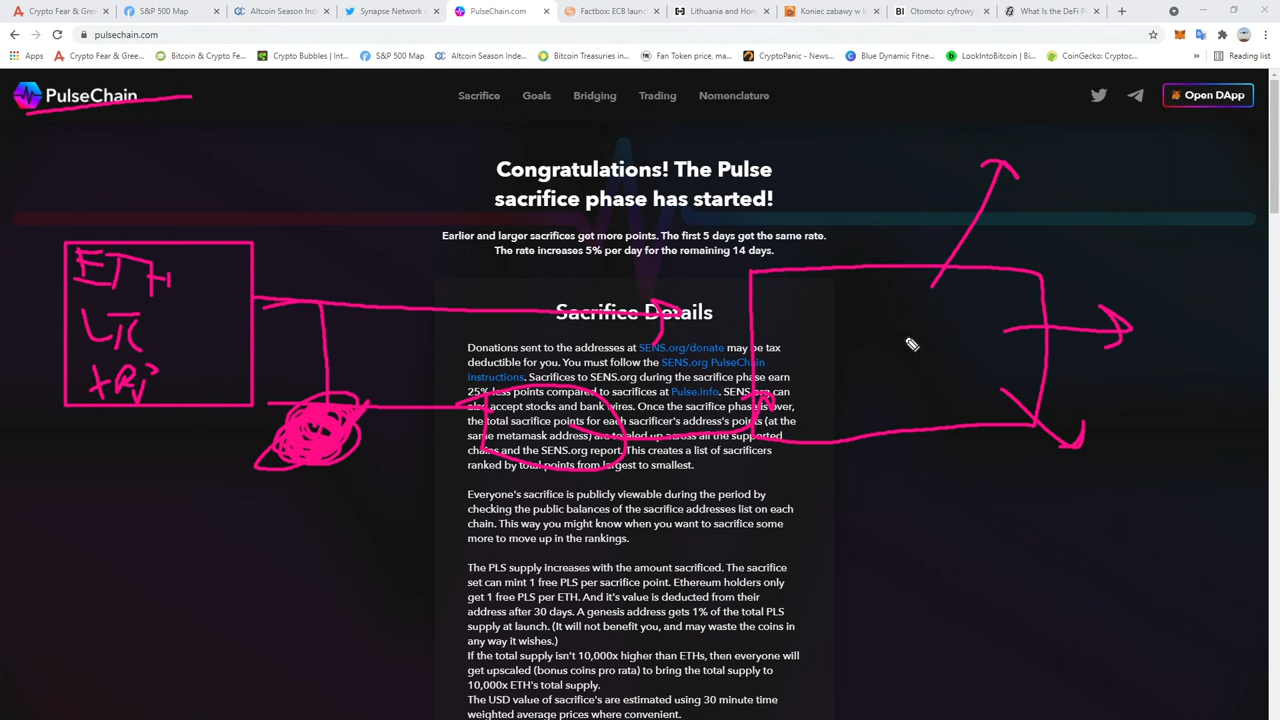 Crypto Fear & Gree
S&P 500 Map
Altcoin Season Ind
Synapse Network
PulseChain.com
Factbox: ECB laun
Lithuania and Hon
Koniec zabawy w k
Otomoto: cyfrowy
What Is the DeFi P
pulsechain.com
Apps
Crypto Fear & Gree...
Bitcoin & Crypto Fe...
Crypto Bubbles | Int...
S&P 500 Map
Altcoin Season Inde...
Bitcoin Treasuries in...
Fan Token price, ma...
CryptoPanic - News...
Blue Dynamic Fitne...
LookIntoBitcoin |
CoinGecko: Cryptoc...
Reading list
PulseChain
Sacrifice
Goals
Bridging
Trading
Nomenclature
Open DApp
Congratulations! The Pulse
sacrifice phase has started!
Earlier and larger sacrifices get more points. The first 5 days get the same rate.
The rate increases 5% per day for the remaining 14 days.
ETH
Sacrifice Details
Donations sent to the addresses at SENS.org/donate may be tax
deductible for you. You must follow the SENS.org PulseChain
instructions. Sacrifices to SENS.org during the sacrifice phase earn
25% less points compared to sacrifices at Pulse.info. SENS.org can
also accept stocks and bank wires. Once the sacrifice phase is over,
the total sacrifice points for each sacrificer's address's points (at the
same metamask address) are totaled up across all the supported
chains and the SENS.org report. This creates a list of sacrificers
ranked by total points from largest to smallest.
Everyone's sacrifice is publicly viewable during the period by
checking the public balances of the sacrifice addresses list on each
chain. This way you might know when you want to sacrifice some
more to move up in the rankings.
The PLS supply increases with the amount sacrificed. The sacrifice
set can mint 1 free PLS per sacrifice point. Ethereum holders only
get 1 free PLS per ETH. And it's value is deducted from their
address after 30 days. A genesis address gets 1% of the total PLS
supply at launch. (It will not benefit you, and may waste the coins in
any way it wishes.)
If the total supply isn't 10,000x higher than ETHs, then everyone will
get upscaled (bonus coins pro rata) to bring the total supply to
10,000x ETH's total supply.
The USD value of sacrifice's are estimated using 30 minute time
weighted average prices where convenient.